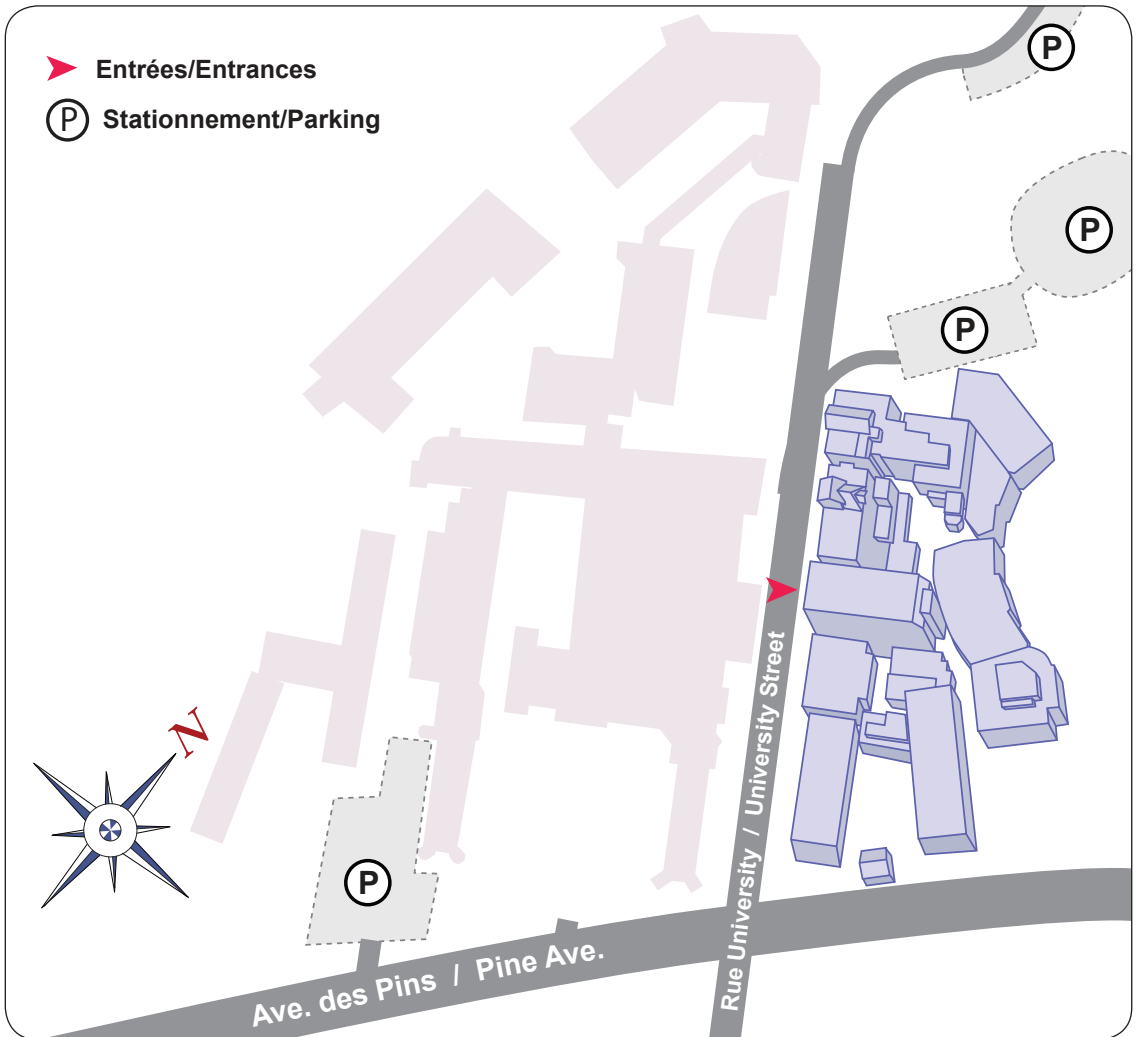 Entrées/Entrances
P Stationnement/Parking
P
P
P
N
P
Rue University / University Street
Ave. des Pins / Pine Ave.